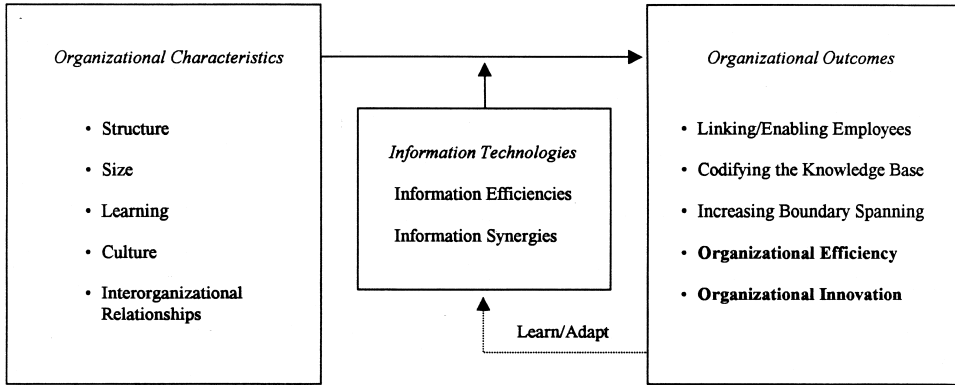 Organizational Characteristics
• Structure
• Size
• Learning
• Culture
• Interorganizational
Relationships
Information Technologies
Information Efficiencies
Information Synergies
Organizational Outcomes
• Linking/Enabling Employees
• Codifying the Knowledge Base
• Increasing Boundary Spanning
• Organizational Efficiency
• Organizational Innovation
Learn/Adapt